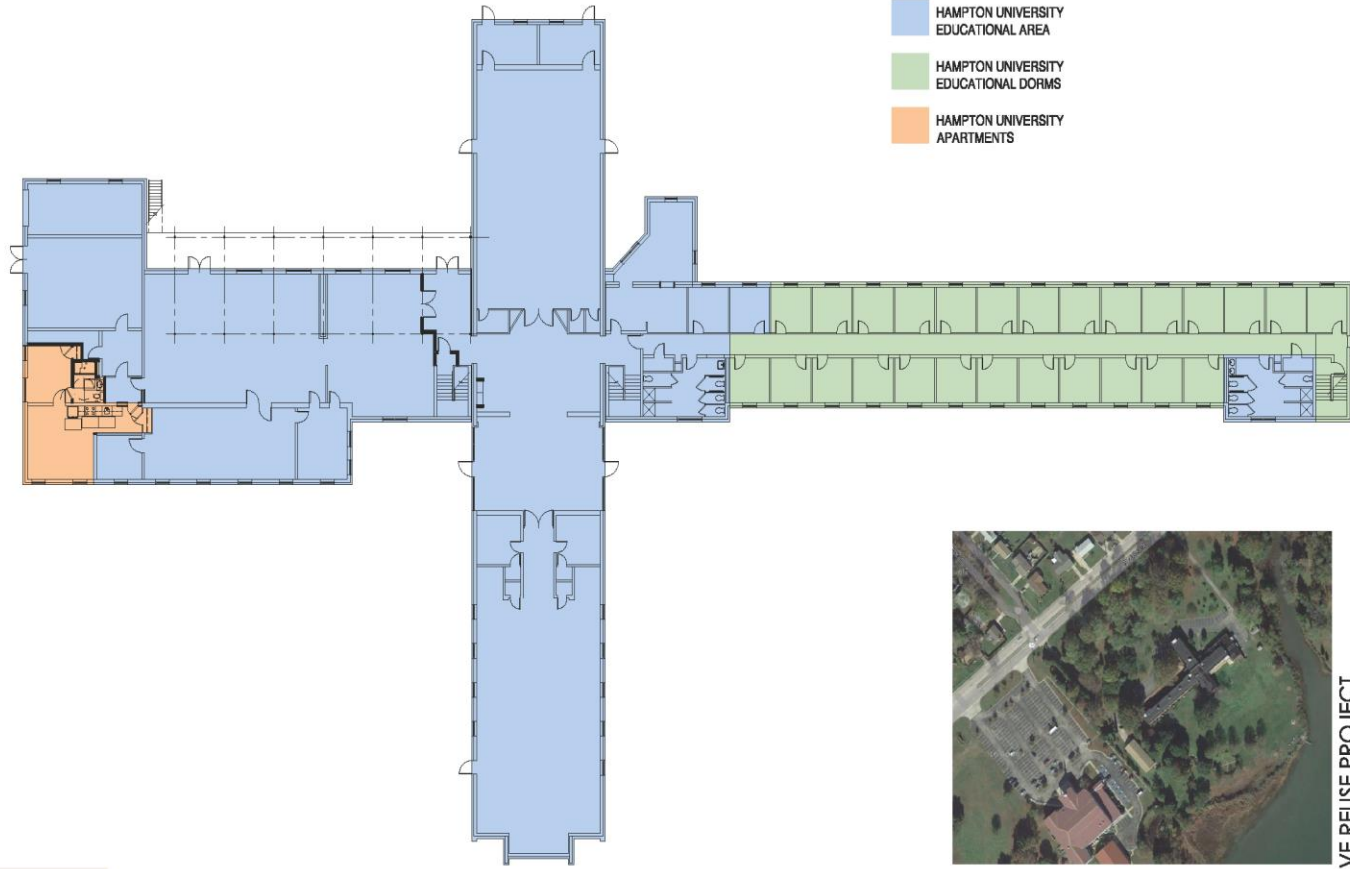 HAMPTON UNIVERSITY
EDUCATIONAL AREA
HAMPTON UNIVERSITY
EDUCATIONAL DORMS
HAMPTON UNIVERSITY
APARTMENTS
VE REUSE PROJECT